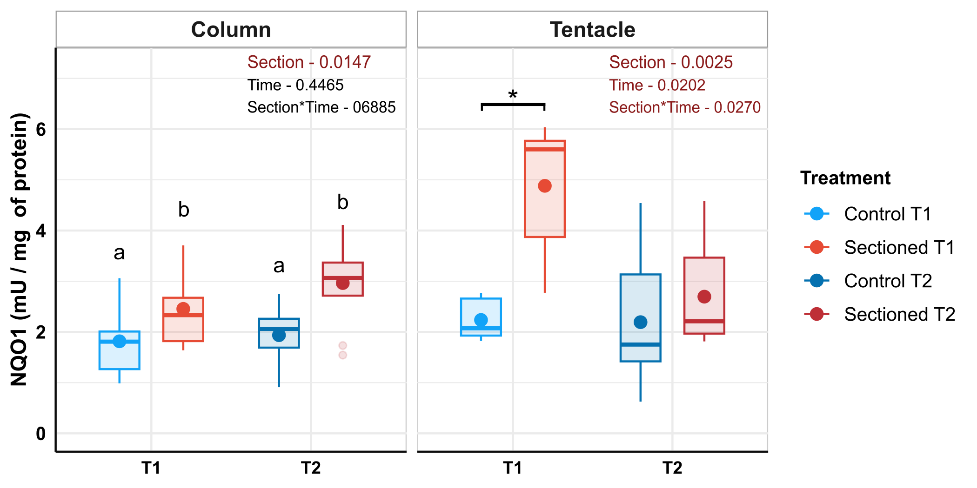 Column
Tentacle
Section - 0.0147
Time - 0.4465
Section*Time - 06885
Section - 0.0025
Time - 0.0202
Section*Time - 0.0270
NQO1 (mU / mg of protein)
6
4
2
0
a
b
a
b
*
T1
T2
T1
T2
Treatment
Control T1
Sectioned T1
Control T2
Sectioned T2